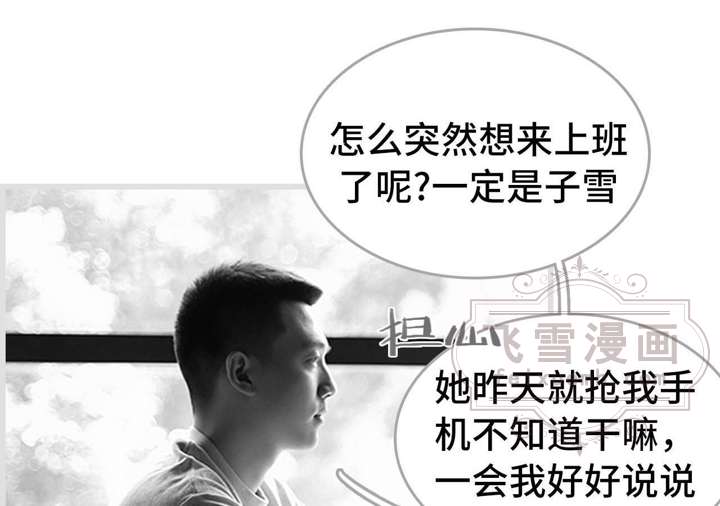 怎么突然想来上班
了呢?一定是子雪
担心
飞雪漫画
她昨天就抢我手
机不知道干嘛，
一会我好好说说